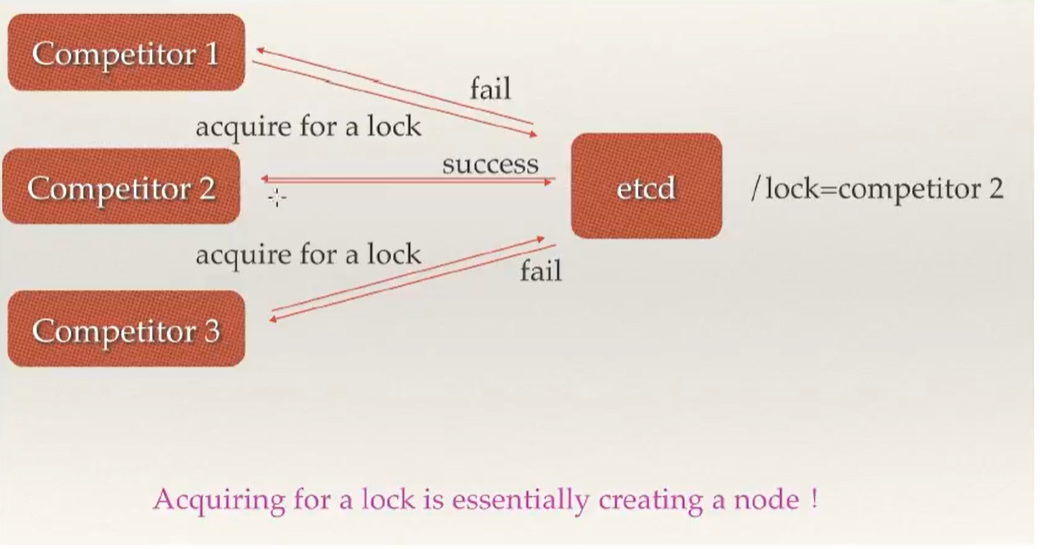 Competitor 1
fail
acquire for a lock
success
Competitor 2
etcd
/lock=competitor 2
acquire for a lock
fail
Competitor 3
Acquiring for a lock is essentially creating a node !